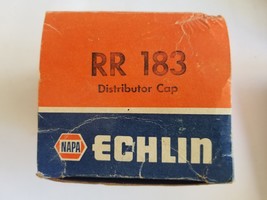 RR 183
Distributor Cap
NAPA ECHLIN